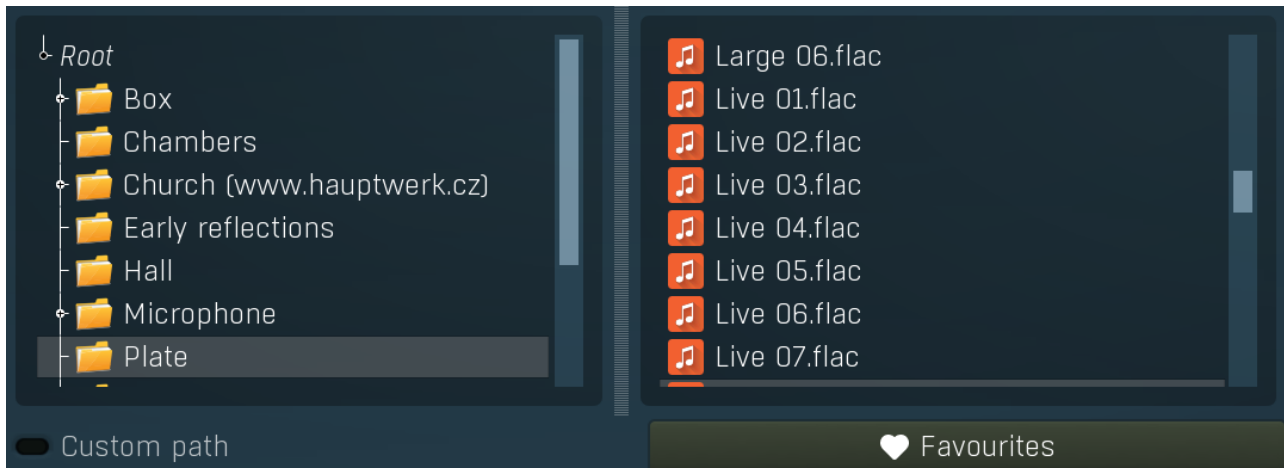 Root
Box
Chambers
Church (www.hauptwerk.cz)
Early reflections
Hall
Microphone
Plate
Custom path
Large 06.flac
Live 01.flac
Live 02.flac
Live 03.flac
Live 04.flac
Live 05.flac
Live 06.flac
Live 07.flac
Favourites